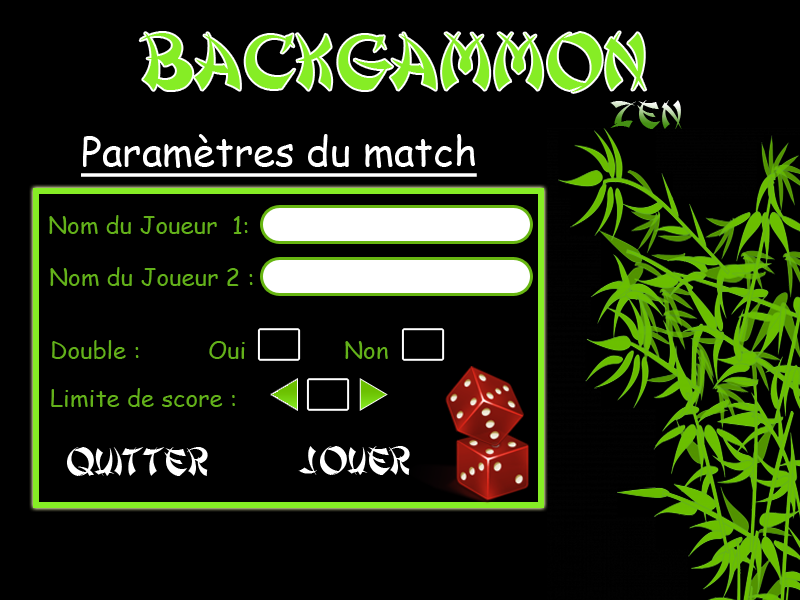 BACKGAMMON
ZEN
Paramètres du match
Nom du Joueur 1:
Nom du Joueur 2 :
Double : Oui Non
Limite de score :
QUITTER JOUER